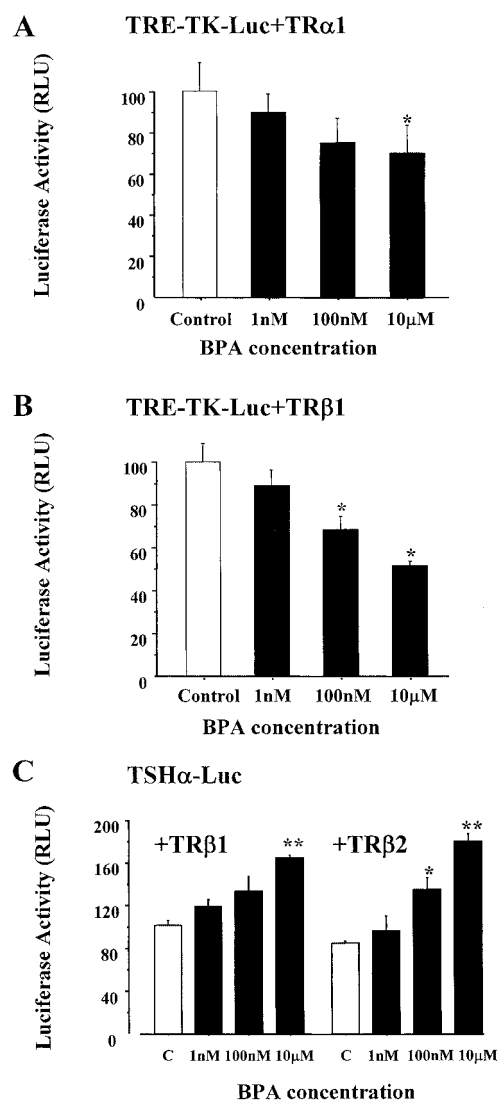 A
TRE-TK-Luc+TRα1
Luciferase Activity (RLU)
100
80
60
40
20
0
*
Control 1nM 100nM 10μM
BPA concentration
B
TRE-TK-Luc+TRβ1
Luciferase Activity (RLU)
100
80
60
40
20
0
*
*
Control 1nM 100nM 10μM
BPA concentration
C
TSHα-Luc
Luciferase Activity (RLU)
200
160
120
80
40
0
+TRβ1 ** +TRβ2 * **
C 1nM 100nM 10μM C 1nM 100nM 10μM
BPA concentration